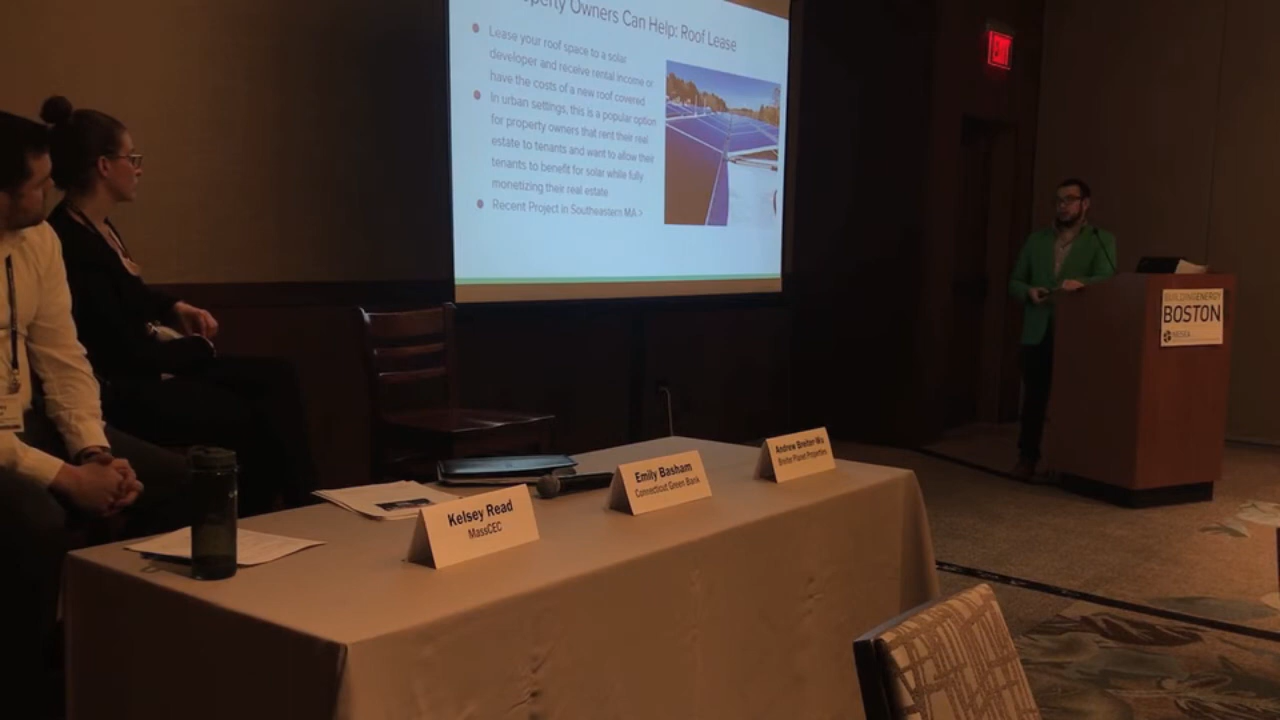 perty Owners Can Help: Roof Lease
Lease your roof space to a solar
developer and receive rental income or
have the costs of a new roof covered
In urban settings, this is a popular option
for property owners that rent their real
estate to tenants and want to allow their
tenants to benefit for solar while fully
monetizing their real estate
Recent Project in Southeastern MA >
BUILDINGENERGY
BOSTON
NESEA
Kelsey Read
MassCEC
Emily Basham
Connecticut Green Bank
Andrew Breiter-Wu
Breiter Planet Properties